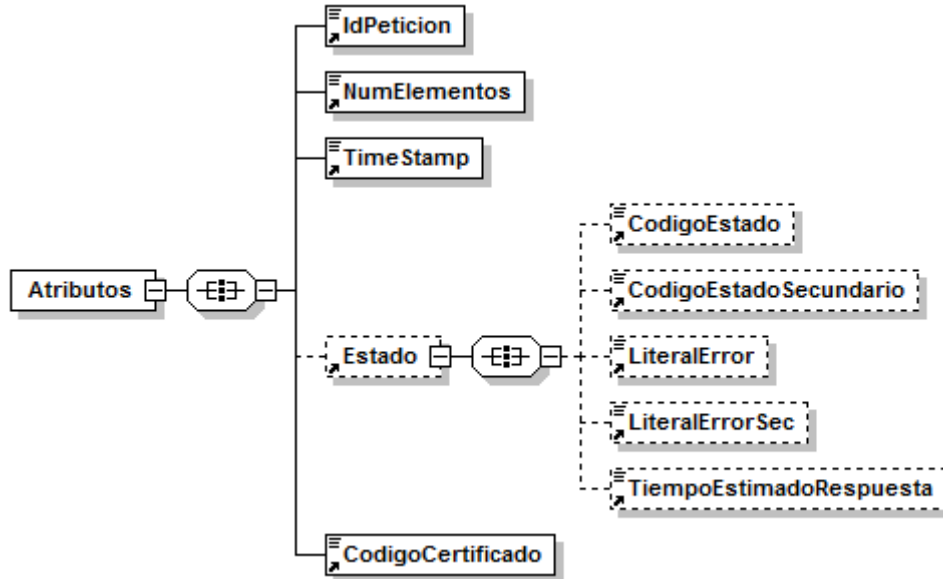 IdPeticion
NumElementos
TimeStamp
CodigoEstado
CodigoEstadoSecundario
Atributos
Estado
LiteralError
LiteralErrorSec
TiempoEstimadoRespuesta
CodigoCertificado